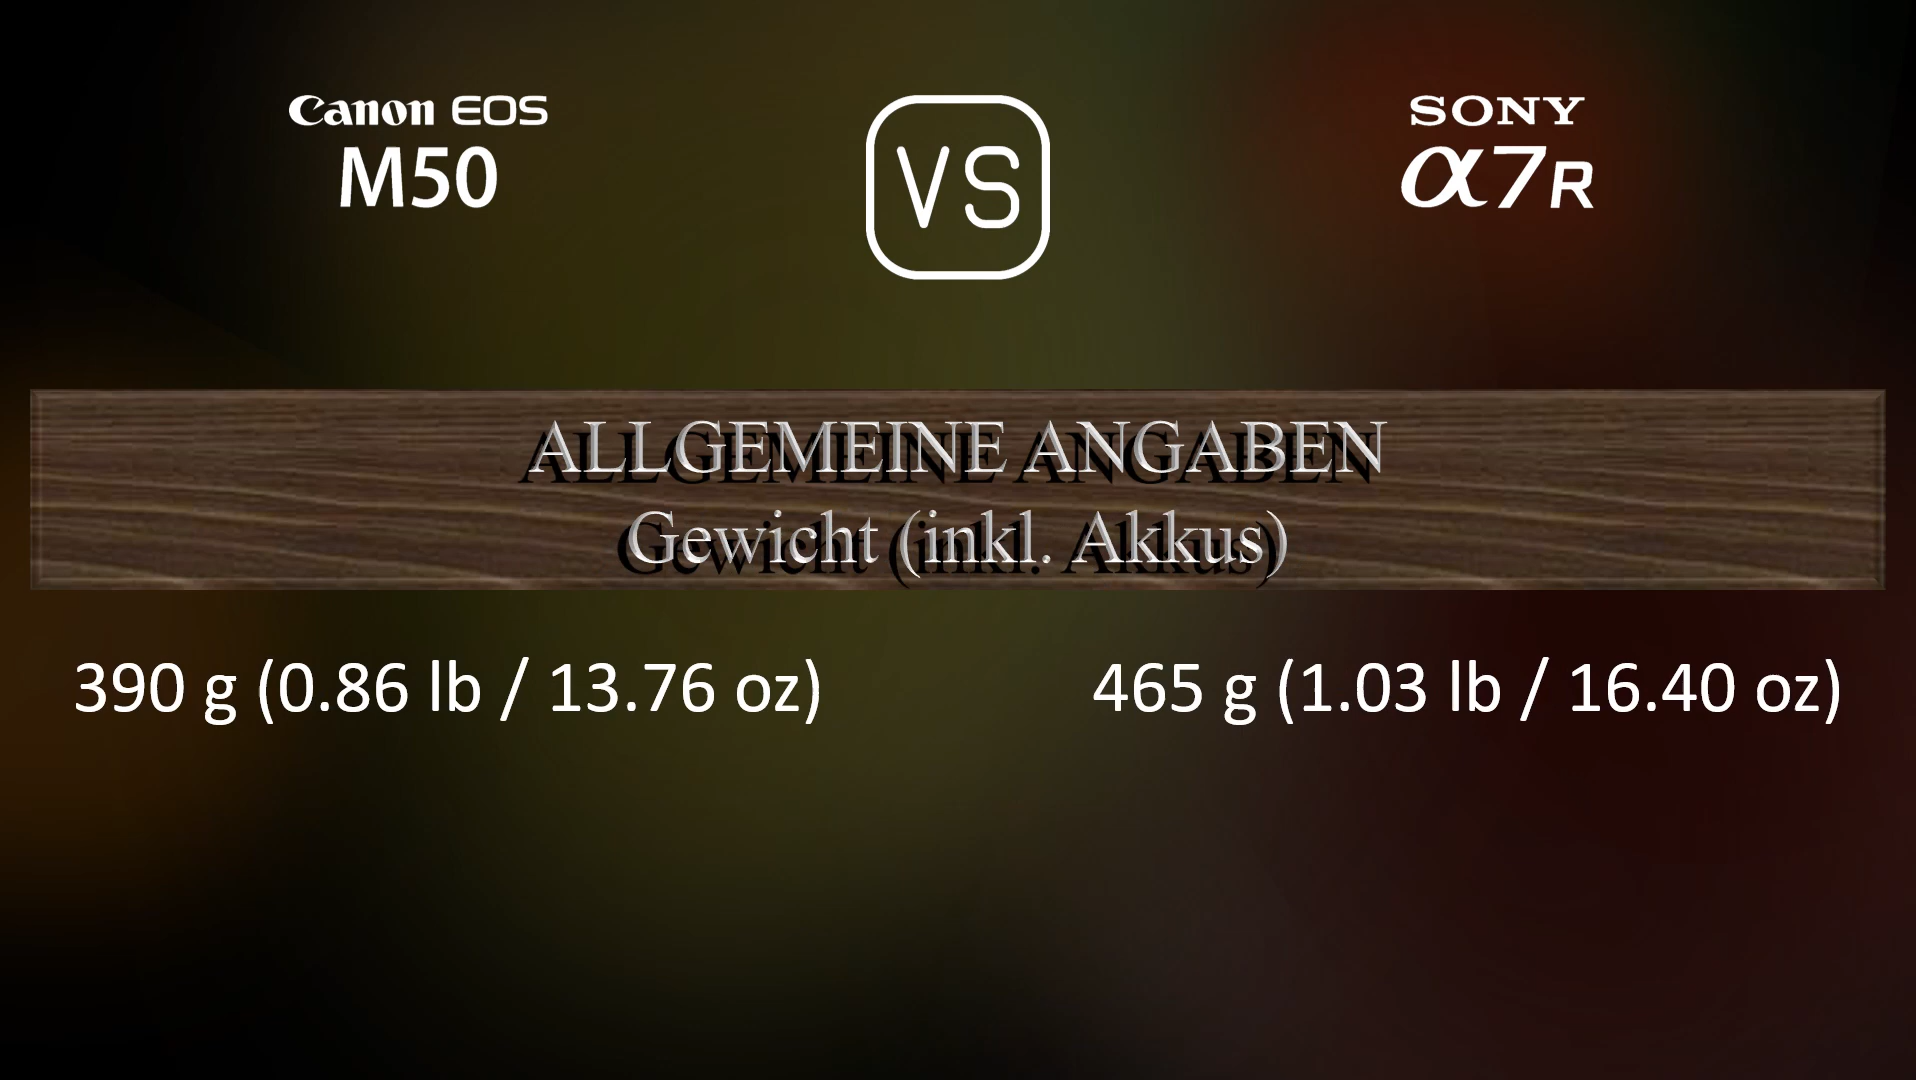 Canon EOS
M50
VS
SONY
α7R
ALLGEMEINE ANGABEN
Gewicht (inkl. Akkus)
390 g (0.86 lb / 13.76 oz)
465 g (1.03 lb / 16.40 oz)